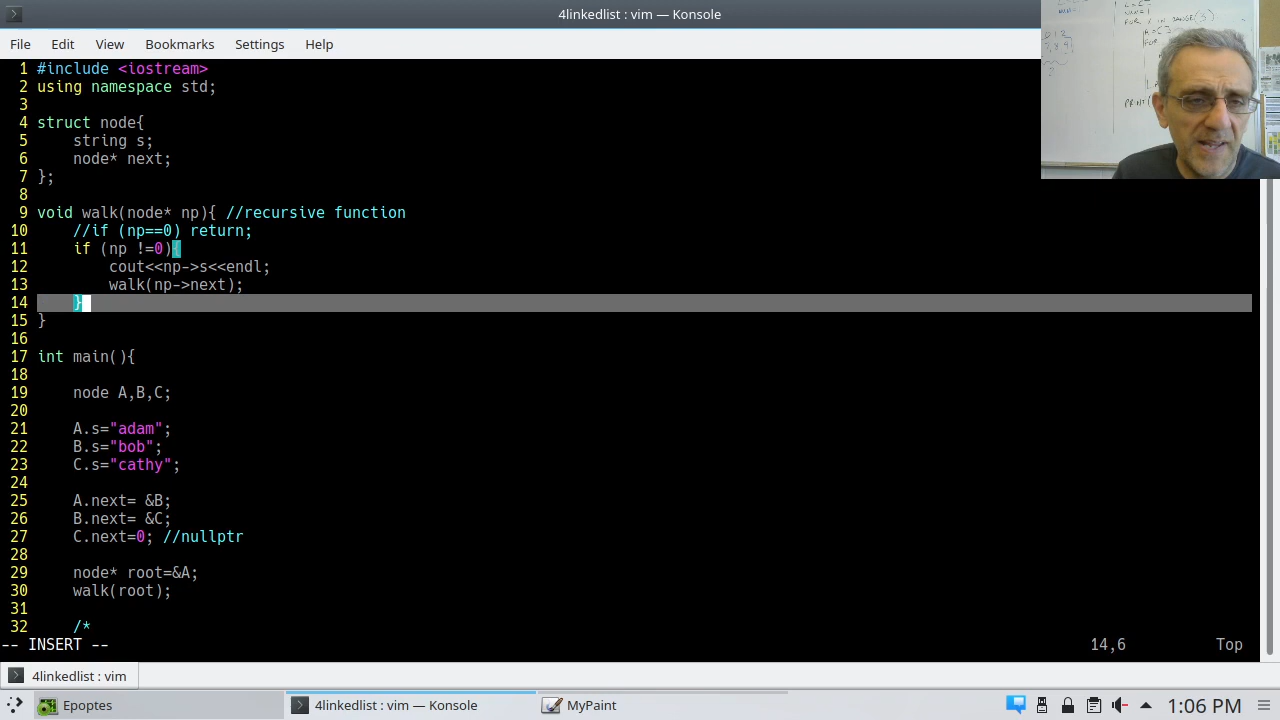 4linkedlist : vim — Konsole
File Edit View Bookmarks Settings Help
1 #include <iostream>
2 using namespace std;
3
4 struct node{
5 string s;
6 node* next;
7 };
8
9 void walk(node* np){ //recursive function
10 //if (np==0) return;
11 if (np !=0){
12 cout<<np->s<<endl;
13 walk(np->next);
14 }
15 }
16
17 int main(){
18
19 node A,B,C;
20
21 A.s="adam";
22 B.s="bob";
23 C.s="cathy";
24
25 A.next= &B;
26 B.next= &C;
27 C.next=0; //nullptr
28
29 node* root=&A;
30 walk(root);
31
32 /*
-- INSERT -- 14,6 Top
4linkedlist : vim
Epoptes 4linkedlist : vim — Konsole MyPaint 1:06 PM